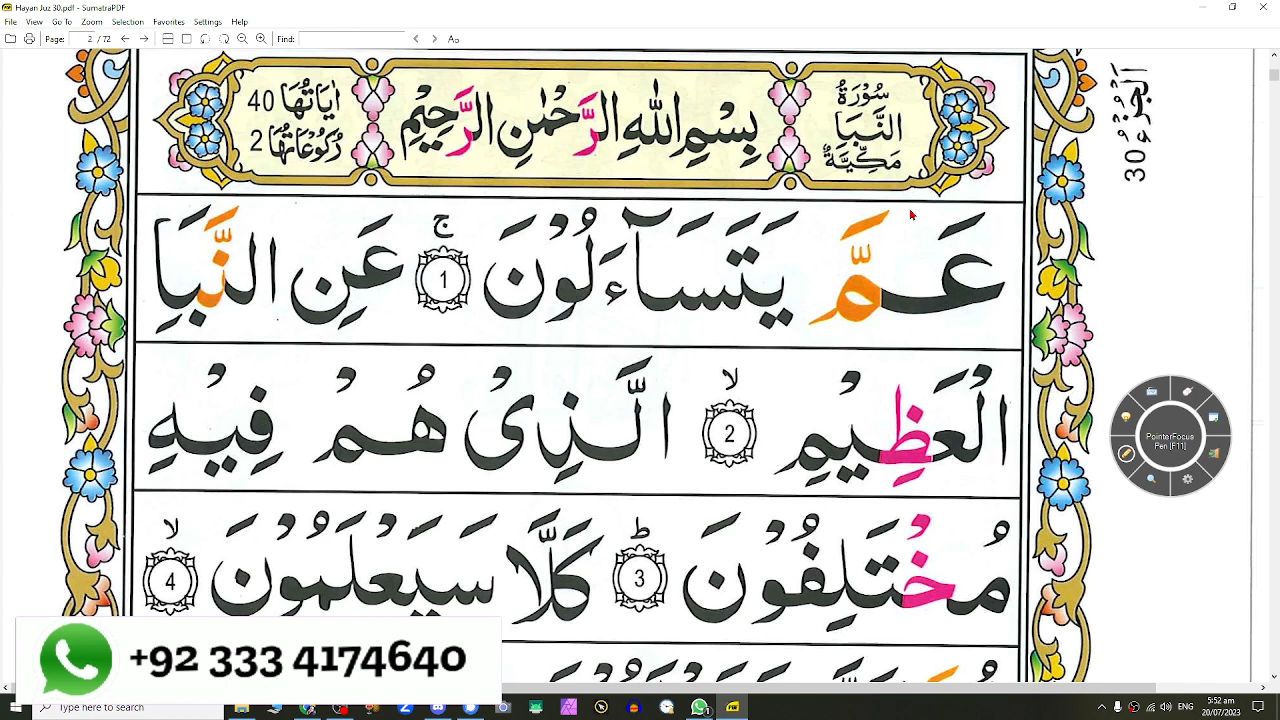 Hayan Juz 30.pdf - SumatraPDF
File View Go To Zoom Selection Favorites Settings Help
Page: 2 / 72 Find: Aa
اَلْجُزْءُ 30
سُوْرَةُ النَّبَاِ مَكِّيَّةٌ
بِسْمِ اللّٰهِ الرَّحْمٰنِ الرَّحِيْمِ
اٰيَاتُهَا 40
رُكُوْعَاتُهَا 2
عَمَّ يَتَسَآءَلُوْنَ ۚ 1 عَنِ النَّبَاِ
الْعَظِيْمِ ۙ 2 الَّذِىْ هُمْ فِيْهِ
مُخْتَلِفُوْنَ ؕ 3 كَلَّا سَيَعْلَمُوْنَ ۙ 4
PointerFocus
Pen [F11]
+92 333 4174640
Type here to search
ENG
5:52 am
20/07/2023